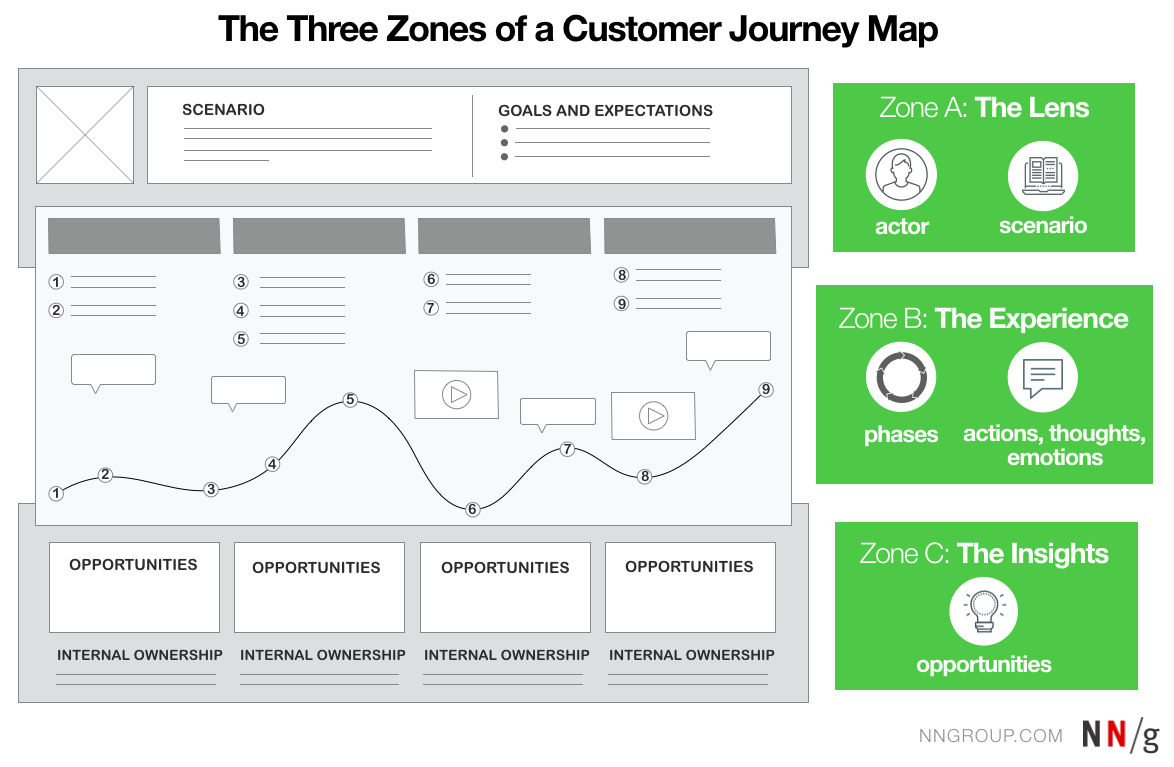 The Three Zones of a Customer Journey Map
SCENARIO
GOALS AND EXPECTATIONS
1
2
3
4
5
6
7
8
9
1
2
3
4
5
6
7
8
9
OPPORTUNITIES
OPPORTUNITIES
OPPORTUNITIES
OPPORTUNITIES
INTERNAL OWNERSHIP
INTERNAL OWNERSHIP
INTERNAL OWNERSHIP
INTERNAL OWNERSHIP
Zone A: The Lens
actor
scenario
Zone B: The Experience
phases
actions, thoughts,
emotions
Zone C: The Insights
opportunities
NNGROUP.COM
NN/g